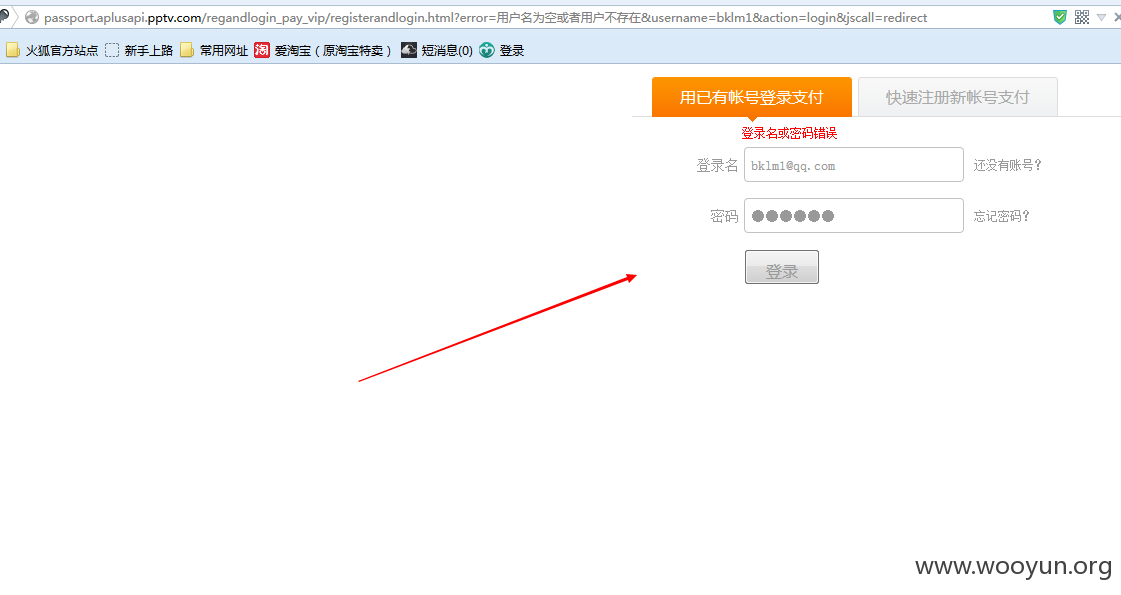 passport.aplusapi.pptv.com/regandlogin_pay_vip/registerandlogin.html?error=用户名为空或者用户不存在&username=bklm1&action=login&jscall=redirect
火狐官方站点 新手上路 常用网址 淘 爱淘宝（原淘宝特卖） 短消息(0) 登录
用已有帐号登录支付 快速注册新帐号支付
登录名或密码错误
登录名 bklm1@qq.com 还没有账号?
密码 ●●●●●● 忘记密码?
登录
www.wooyun.org